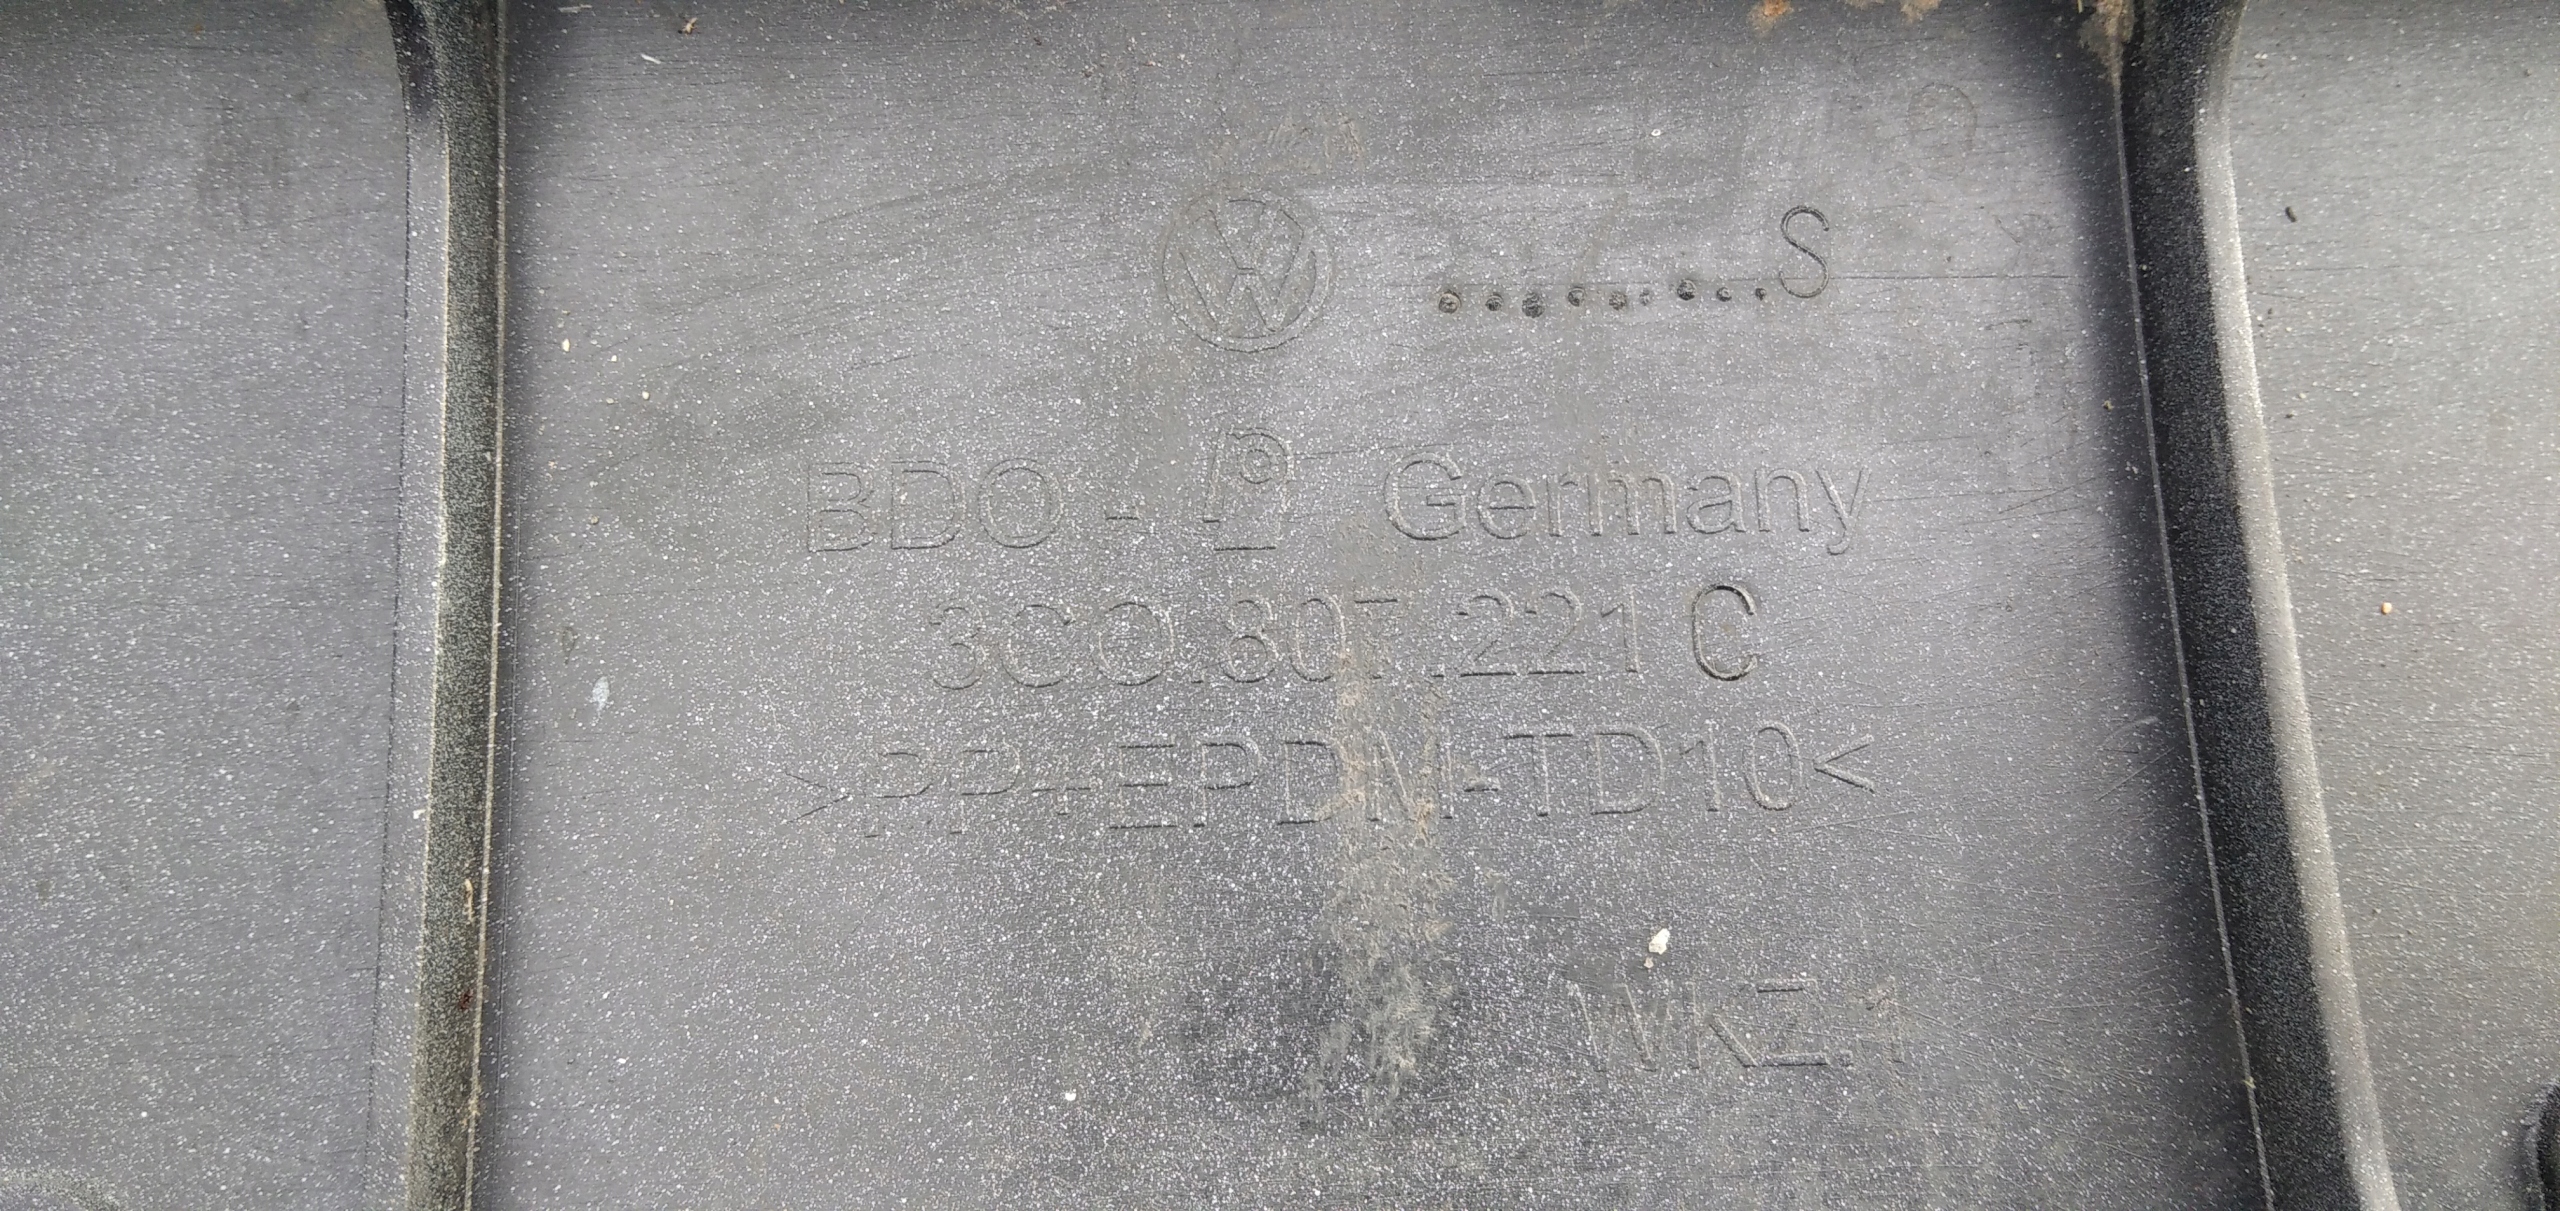 .........S
BDO - Germany
3C0.807.221 C
>PP+EPDM-TD10<
WKZ.1